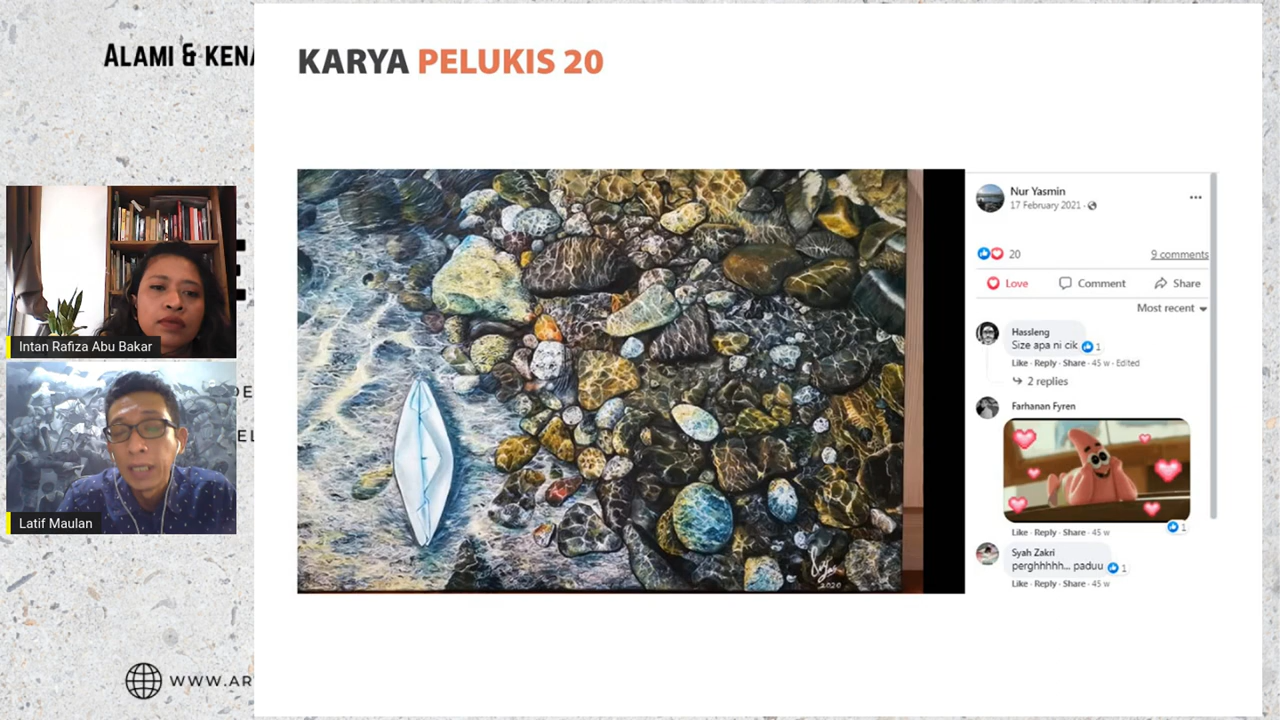 ALAMI & KENA
KARYA PELUKIS 20
Intan Rafiza Abu Bakar
Latif Maulan
WWW.AR
2020
Nur Yasmin
17 February 2021
20
9 comments
Love Comment Share
Most recent
Hassleng
Size apa ni cik 1
Like · Reply · Share · 45 w · Edited
2 replies
Farhanan Fyren
1
Like · Reply · Share · 45 w
Syah Zakri
perghhhhh... paduu 1
Like · Reply · Share · 45 w